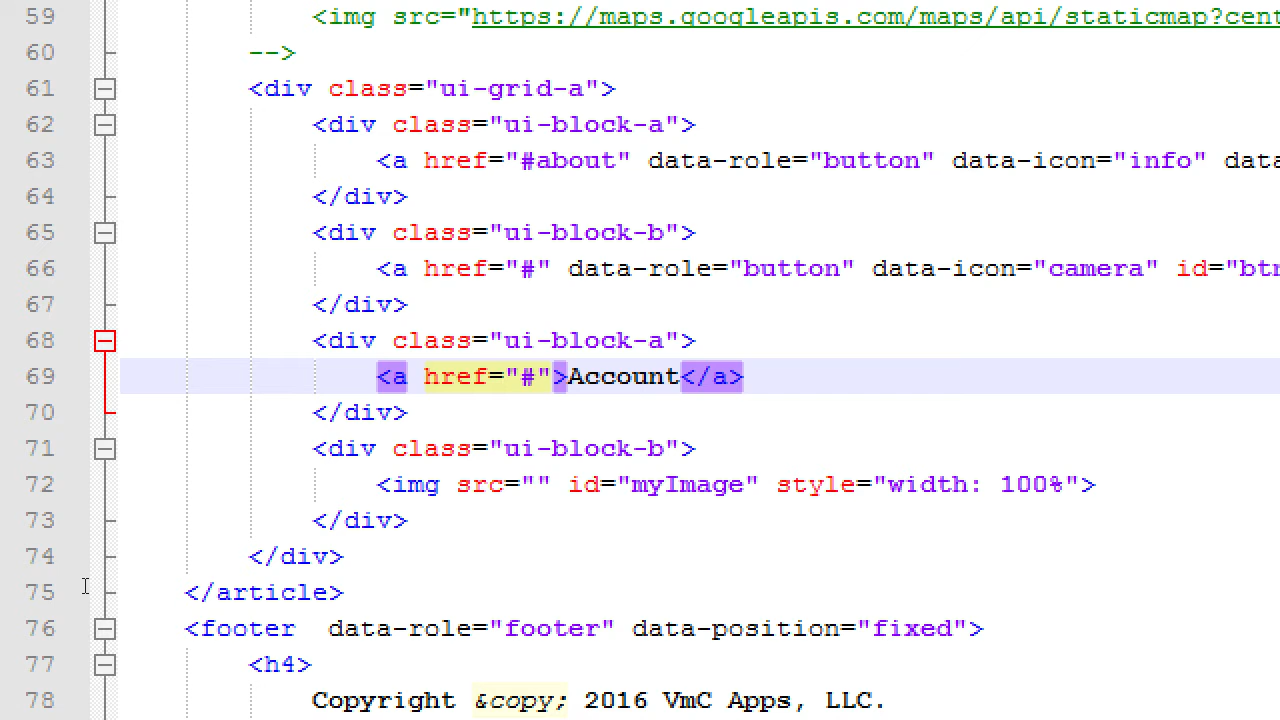 59 <img src="https://maps.googleapis.com/maps/api/staticmap?cent
60 -->
61 <div class="ui-grid-a">
62 <div class="ui-block-a">
63 <a href="#about" data-role="button" data-icon="info" data
64 </div>
65 <div class="ui-block-b">
66 <a href="#" data-role="button" data-icon="camera" id="btn
67 </div>
68 <div class="ui-block-a">
69 <a href="#">Account</a>
70 </div>
71 <div class="ui-block-b">
72 <img src="" id="myImage" style="width: 100%">
73 </div>
74 </div>
75 </article>
76 <footer  data-role="footer" data-position="fixed">
77 <h4>
78 Copyright &copy; 2016 VmC Apps, LLC.